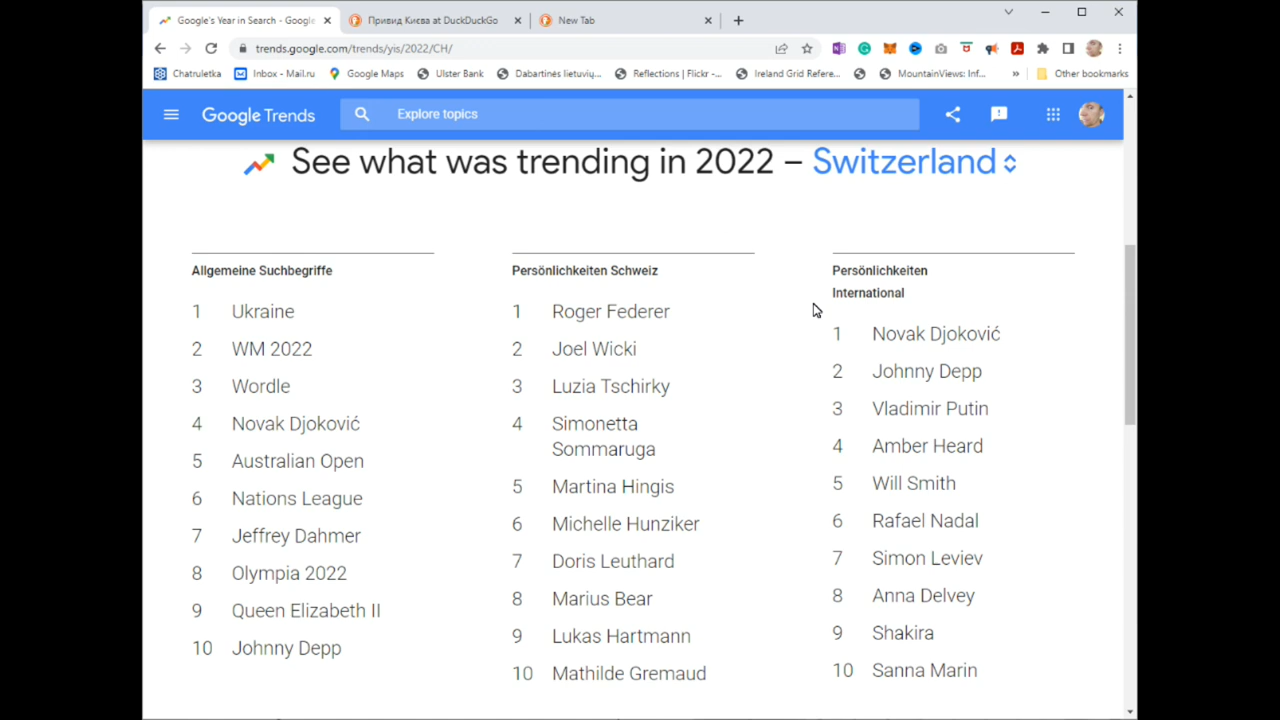 Google's Year in Search - Google
Привид Києва at DuckDuckGo
New Tab
trends.google.com/trends/yis/2022/CH/
Chatruletka
Inbox - Mail.ru
Google Maps
Ulster Bank
Dabartinės lietuvių...
Reflections | Flickr -...
Ireland Grid Refere...
MountainViews: Inf...
»
Other bookmarks
Google Trends
Explore topics
See what was trending in 2022 – Switzerland
Allgemeine Suchbegriffe
1 Ukraine
2 WM 2022
3 Wordle
4 Novak Djoković
5 Australian Open
6 Nations League
7 Jeffrey Dahmer
8 Olympia 2022
9 Queen Elizabeth II
10 Johnny Depp
Persönlichkeiten Schweiz
1 Roger Federer
2 Joel Wicki
3 Luzia Tschirky
4 Simonetta
Sommaruga
5 Martina Hingis
6 Michelle Hunziker
7 Doris Leuthard
8 Marius Bear
9 Lukas Hartmann
10 Mathilde Gremaud
Persönlichkeiten
International
1 Novak Djoković
2 Johnny Depp
3 Vladimir Putin
4 Amber Heard
5 Will Smith
6 Rafael Nadal
7 Simon Leviev
8 Anna Delvey
9 Shakira
10 Sanna Marin